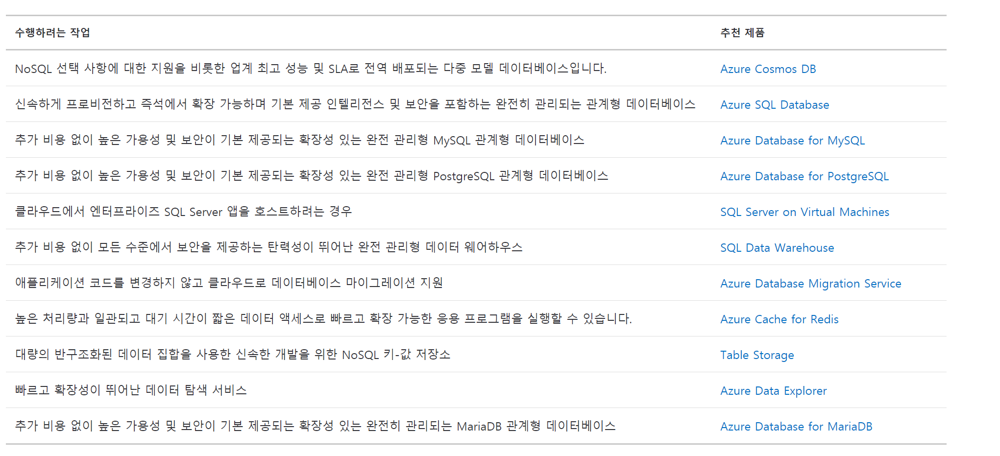 수행하려는 작업 추천 제품
NoSQL 선택 사항에 대한 지원을 비롯한 업계 최고 성능 및 SLA로 전역 배포되는 다중 모델 데이터베이스입니다. Azure Cosmos DB
신속하게 프로비전하고 즉석에서 확장 가능하며 기본 제공 인텔리전스 및 보안을 포함하는 완전히 관리되는 관계형 데이터베이스 Azure SQL Database
추가 비용 없이 높은 가용성 및 보안이 기본 제공되는 확장성 있는 완전 관리형 MySQL 관계형 데이터베이스 Azure Database for MySQL
추가 비용 없이 높은 가용성 및 보안이 기본 제공되는 확장성 있는 완전 관리형 PostgreSQL 관계형 데이터베이스 Azure Database for PostgreSQL
클라우드에서 엔터프라이즈 SQL Server 앱을 호스트하려는 경우 SQL Server on Virtual Machines
추가 비용 없이 모든 수준에서 보안을 제공하는 탄력성이 뛰어난 완전 관리형 데이터 웨어하우스 SQL Data Warehouse
애플리케이션 코드를 변경하지 않고 클라우드로 데이터베이스 마이그레이션 지원 Azure Database Migration Service
높은 처리량과 일관되고 대기 시간이 짧은 데이터 액세스로 빠르고 확장 가능한 응용 프로그램을 실행할 수 있습니다. Azure Cache for Redis
대량의 반구조화된 데이터 집합을 사용한 신속한 개발을 위한 NoSQL 키-값 저장소 Table Storage
빠르고 확장성이 뛰어난 데이터 탐색 서비스 Azure Data Explorer
추가 비용 없이 높은 가용성 및 보안이 기본 제공되는 확장성 있는 완전히 관리되는 MariaDB 관계형 데이터베이스 Azure Database for MariaDB